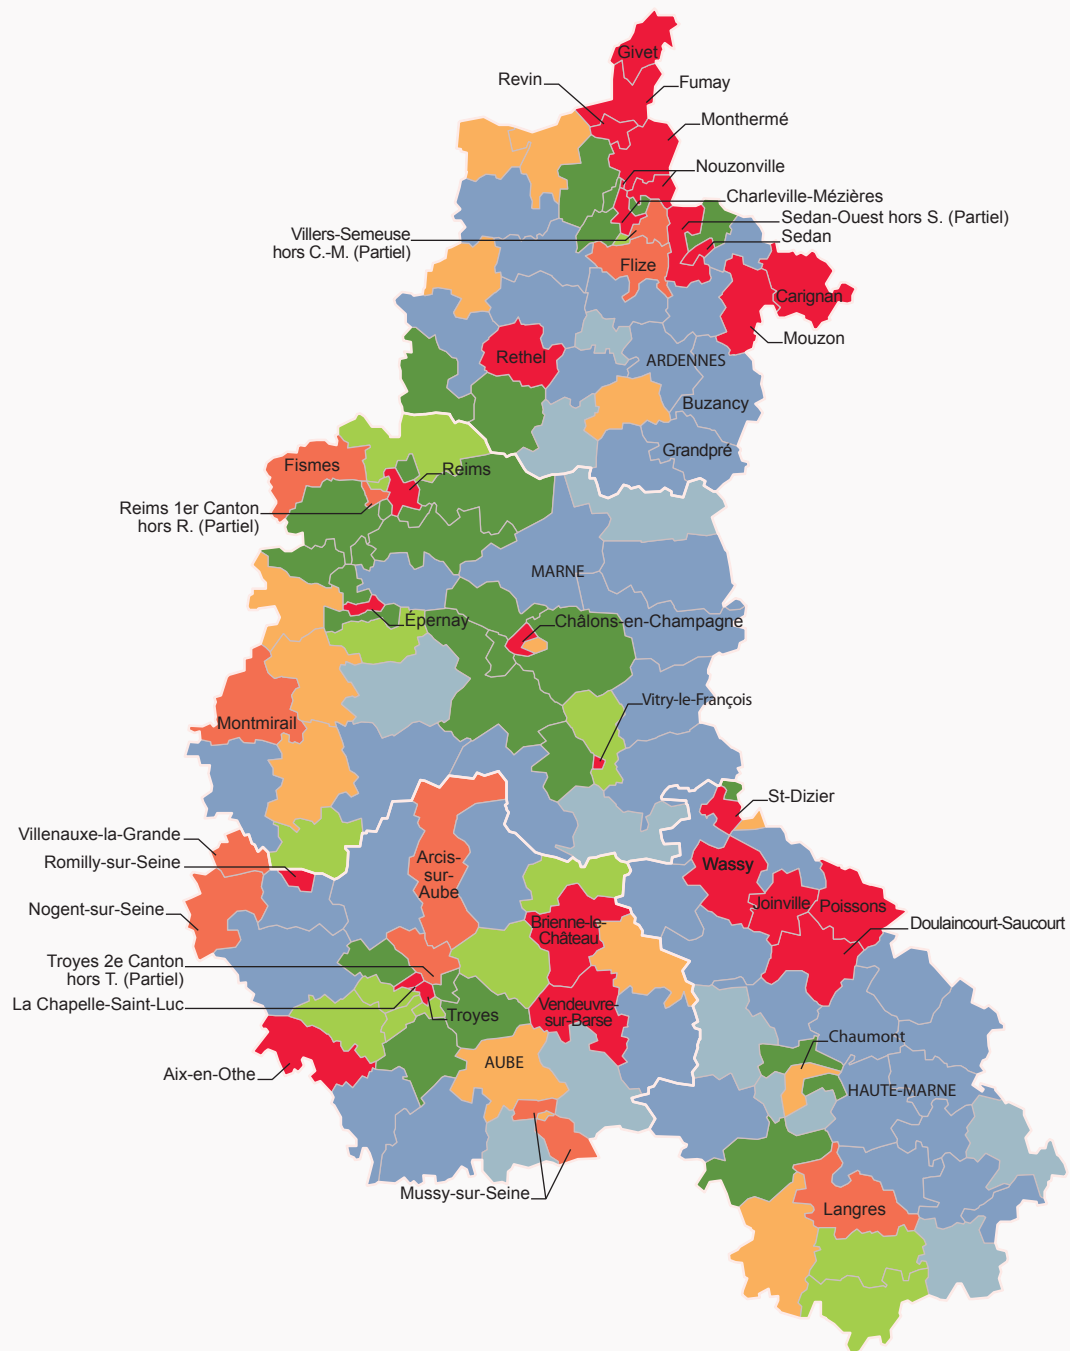 Givet
Revin
Fumay
Monthermé
Nouzonville
Charleville-Mézières
Sedan-Ouest hors S. (Partiel)
Villers-Semeuse
hors C.-M. (Partiel)
Sedan
Flize
Carignan
Mouzon
Rethel
ARDENNES
Buzancy
Grandpré
Fismes
Reims
Reims 1er Canton
hors R. (Partiel)
MARNE
Épernay
Châlons-en-Champagne
Vitry-le-François
Montmirail
St-Dizier
Villenauxe-la-Grande
Romilly-sur-Seine
Arcis-
sur-
Aube
Wassy
Joinville
Poissons
Nogent-sur-Seine
Brienne-le-
Château
Doulaincourt-Saucourt
Troyes 2e Canton
hors T. (Partiel)
La Chapelle-Saint-Luc
Troyes
Vendeuvre-
sur-Barse
Chaumont
Aix-en-Othe
AUBE
HAUTE-MARNE
Mussy-sur-Seine
Langres